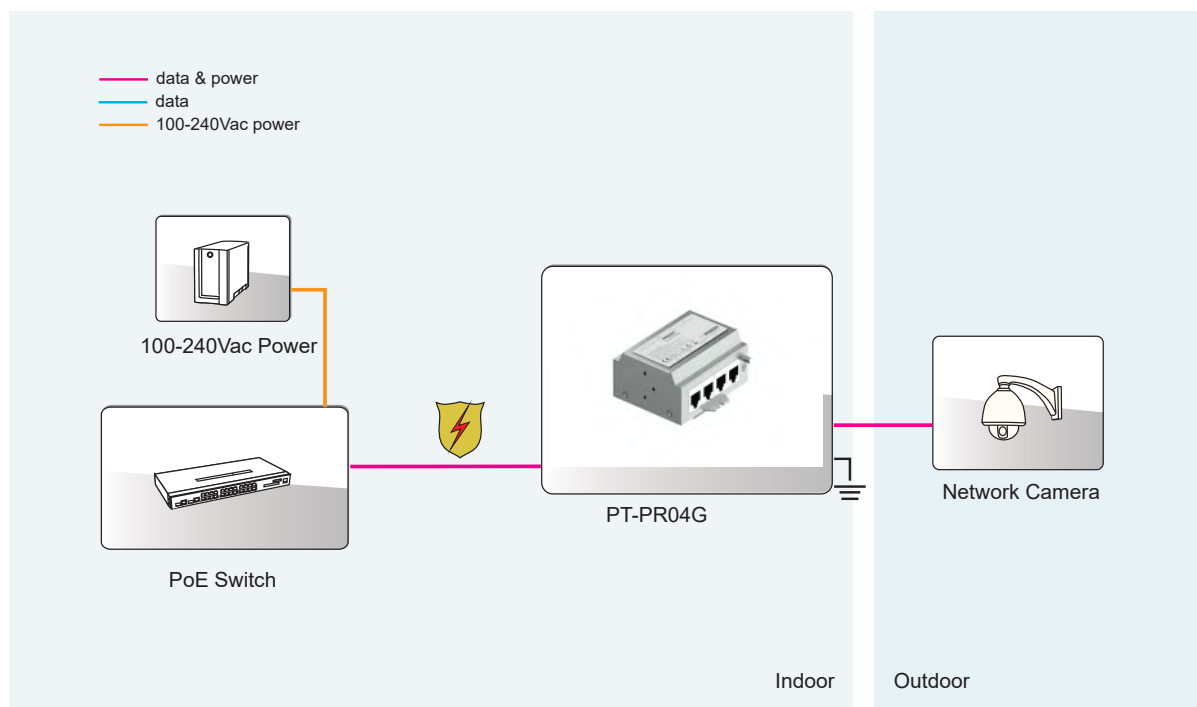 data & power
data
100-240Vac power
100-240Vac Power
PT-PR04G
PoE Switch
Network Camera
Indoor
Outdoor